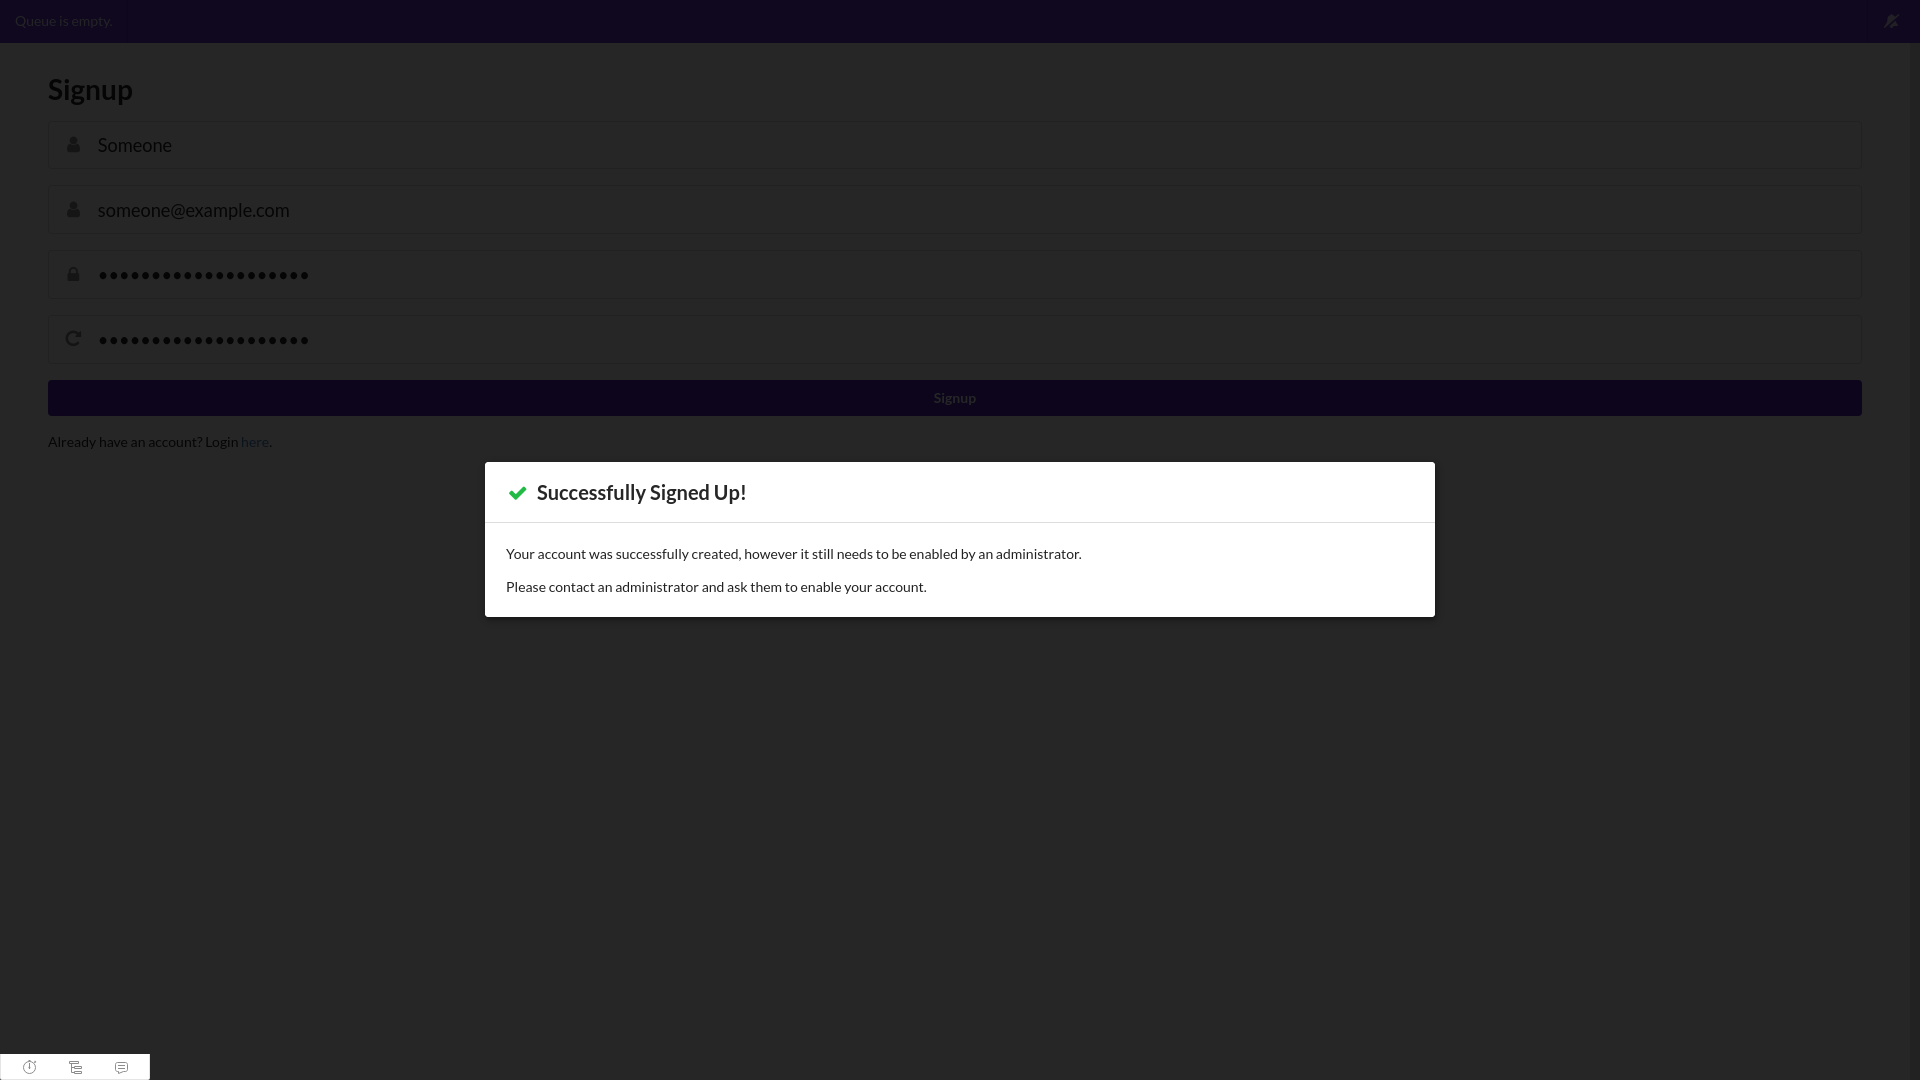 Queue is empty.
Signup
Someone
someone@example.com
••••••••••••••••••••
••••••••••••••••••••
Signup
Already have an account? Login here.
Successfully Signed Up!
Your account was successfully created, however it still needs to be enabled by an administrator.
Please contact an administrator and ask them to enable your account.